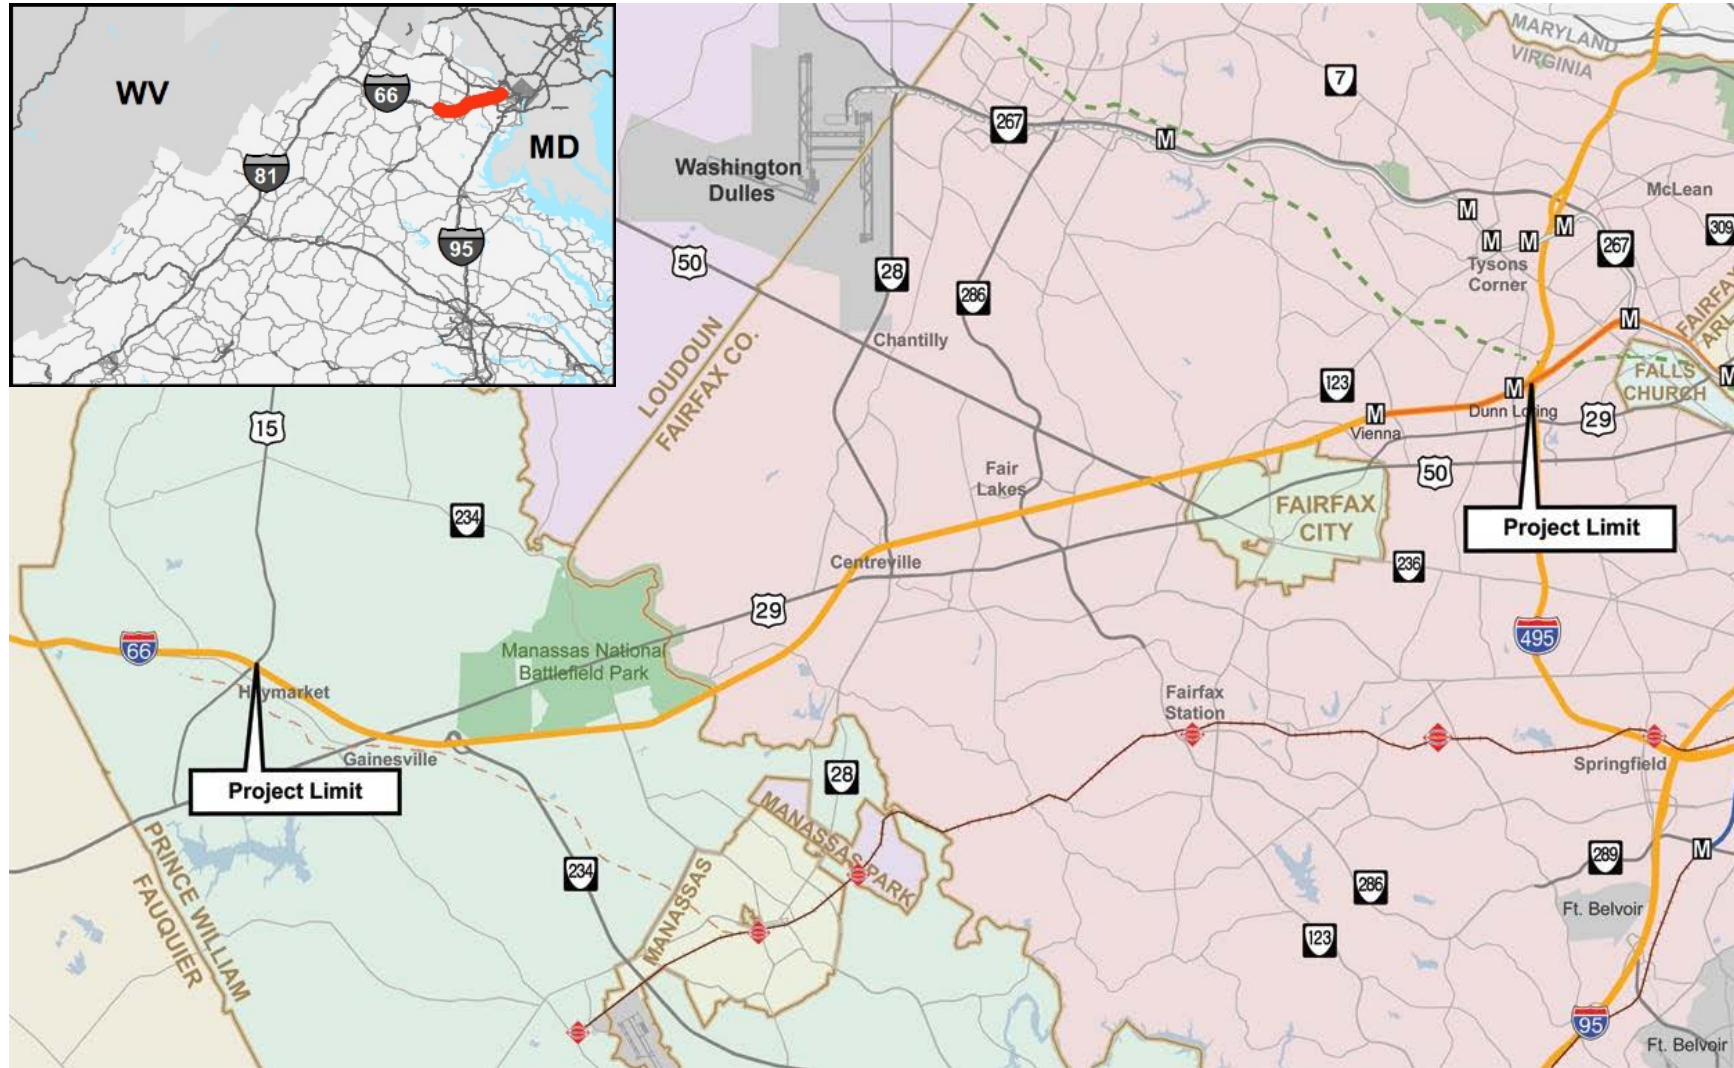 WV
66
MD
81
95
MARYLAND
VIRGINIA
7
267
M
Washington
Dulles
McLean
M
309
M
M
M
267
50
28
286
Tysons
Corner
LOUDOUN
FAIRFAX CO.
Chantilly
M
FAIRFAX
ARL
FALLS
CHURCH
M
123
M
M
Dunn Loring
Vienna
29
15
50
Fair
Lakes
234
FAIRFAX
CITY
Project Limit
Centreville
236
29
66
495
Manassas National
Battlefield Park
Haymarket
Fairfax
Station
Gainesville
Springfield
Project Limit
28
MANASSAS PARK
PRINCE WILLIAM
FAUQUIER
234
MANASSAS
289
M
286
Ft. Belvoir
123
95
Ft. Belvoir